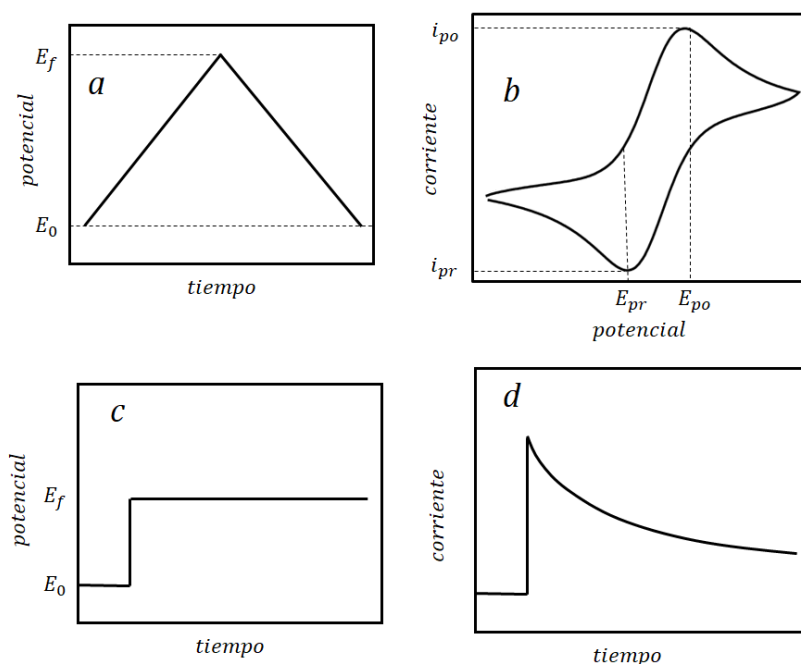 a
E_f
potencial
E_0
tiempo
b
i_po
corriente
i_pr
E_pr E_po
potencial
c
E_f
potencial
E_0
tiempo
d
corriente
tiempo